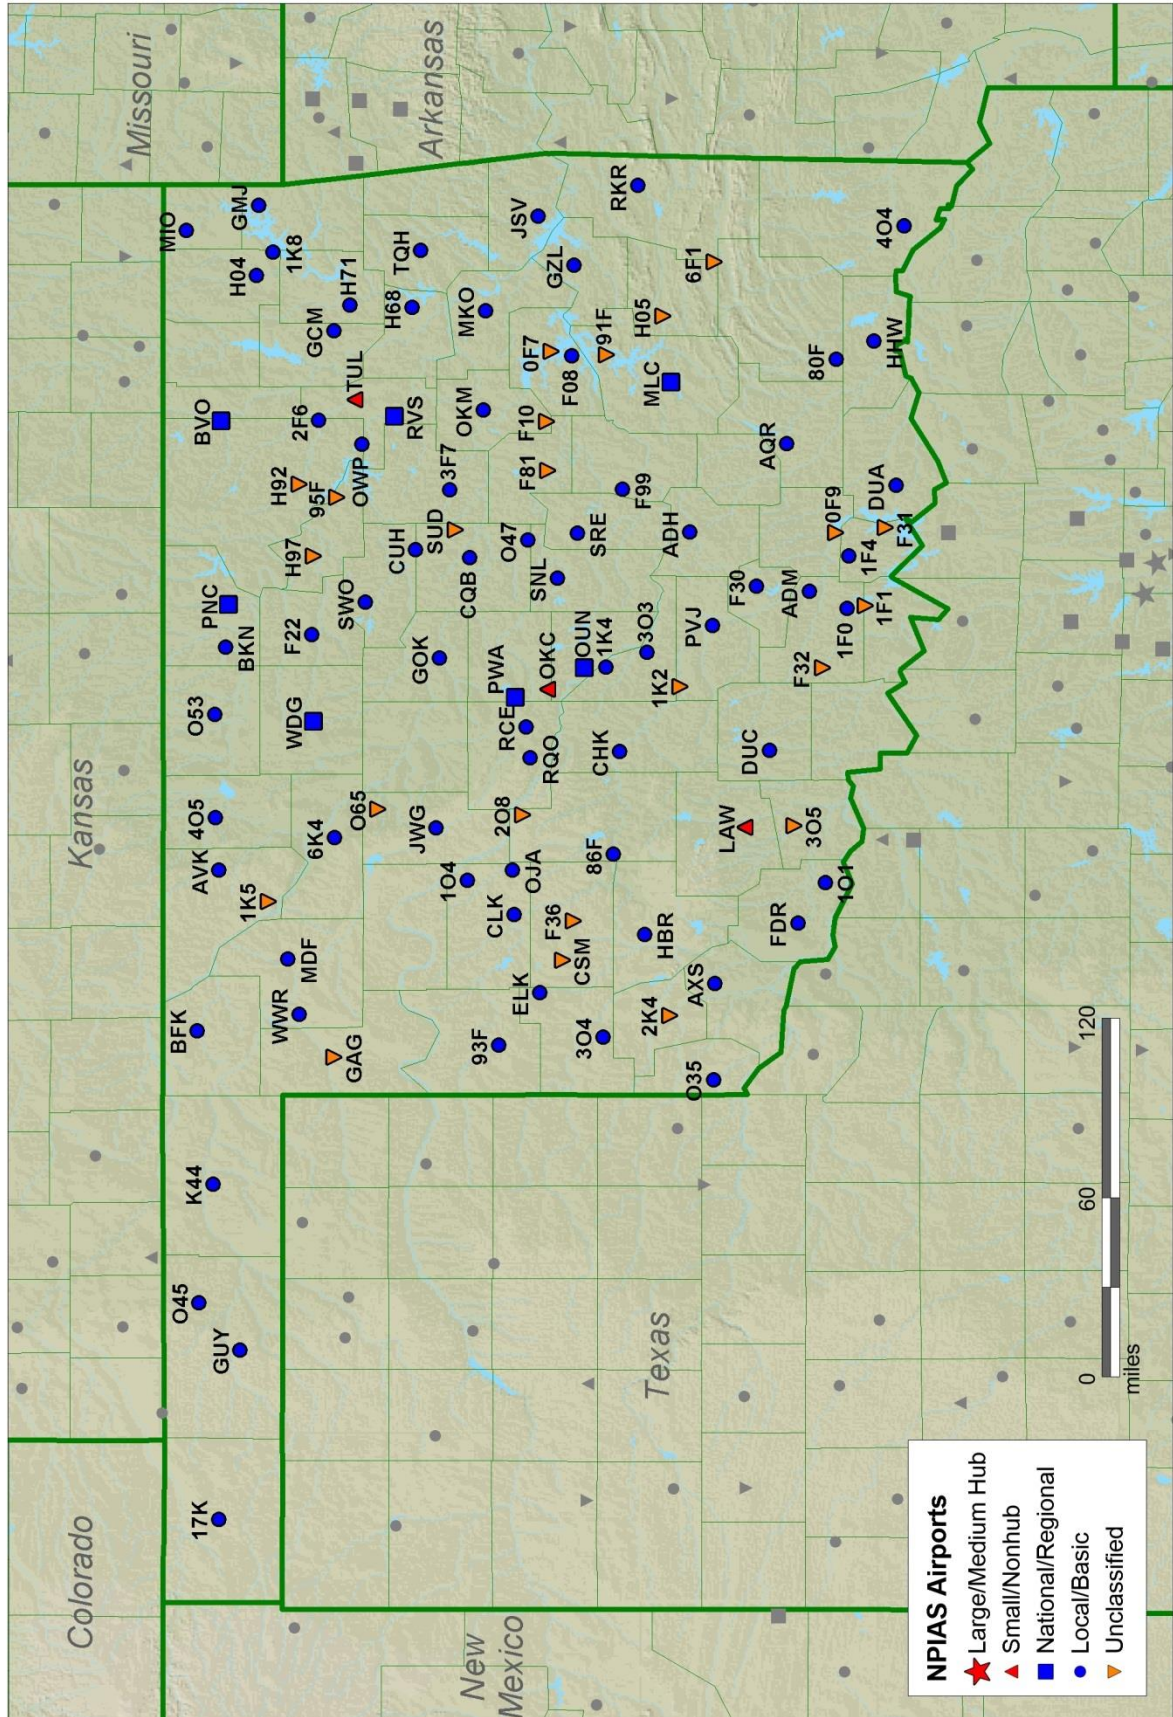 Colorado
Kansas
Missouri
Arkansas
New
Mexico
Texas
17K
GUY
O45
K44
BFK
WWR
GAG
MDF
1K5
AVK
4O5
6K4
O65
O53
WDG
BKN
PNC
F22
H97
SWO
H92
95F
OWP
BVO
2F6
TUL
RVS
GCM
H71
H04
1K8
GMJ
MIO
H68
TQH
MKO
OKM
3F7
SUD
CUH
CQB
GOK
JWG
1O4
93F
ELK
CLK
OJA
2O8
F36
CSM
RQO
RCE
PWA
OKC
OUN
1K4
SNL
O47
SRE
F81
F10
0F7
F08
91F
GZL
JSV
RKR
H05
MLC
6F1
F99
ADH
3O3
1K2
PVJ
CHK
86F
HBR
3O4
2K4
AXS
O35
LAW
3O5
DUC
FDR
1O1
F30
ADM
F32
1F0
1F1
1F4
0F9
F31
DUA
AQR
80F
HHW
4O4
NPIAS Airports
Large/Medium Hub
Small/Nonhub
National/Regional
Local/Basic
Unclassified
0
60
120
miles